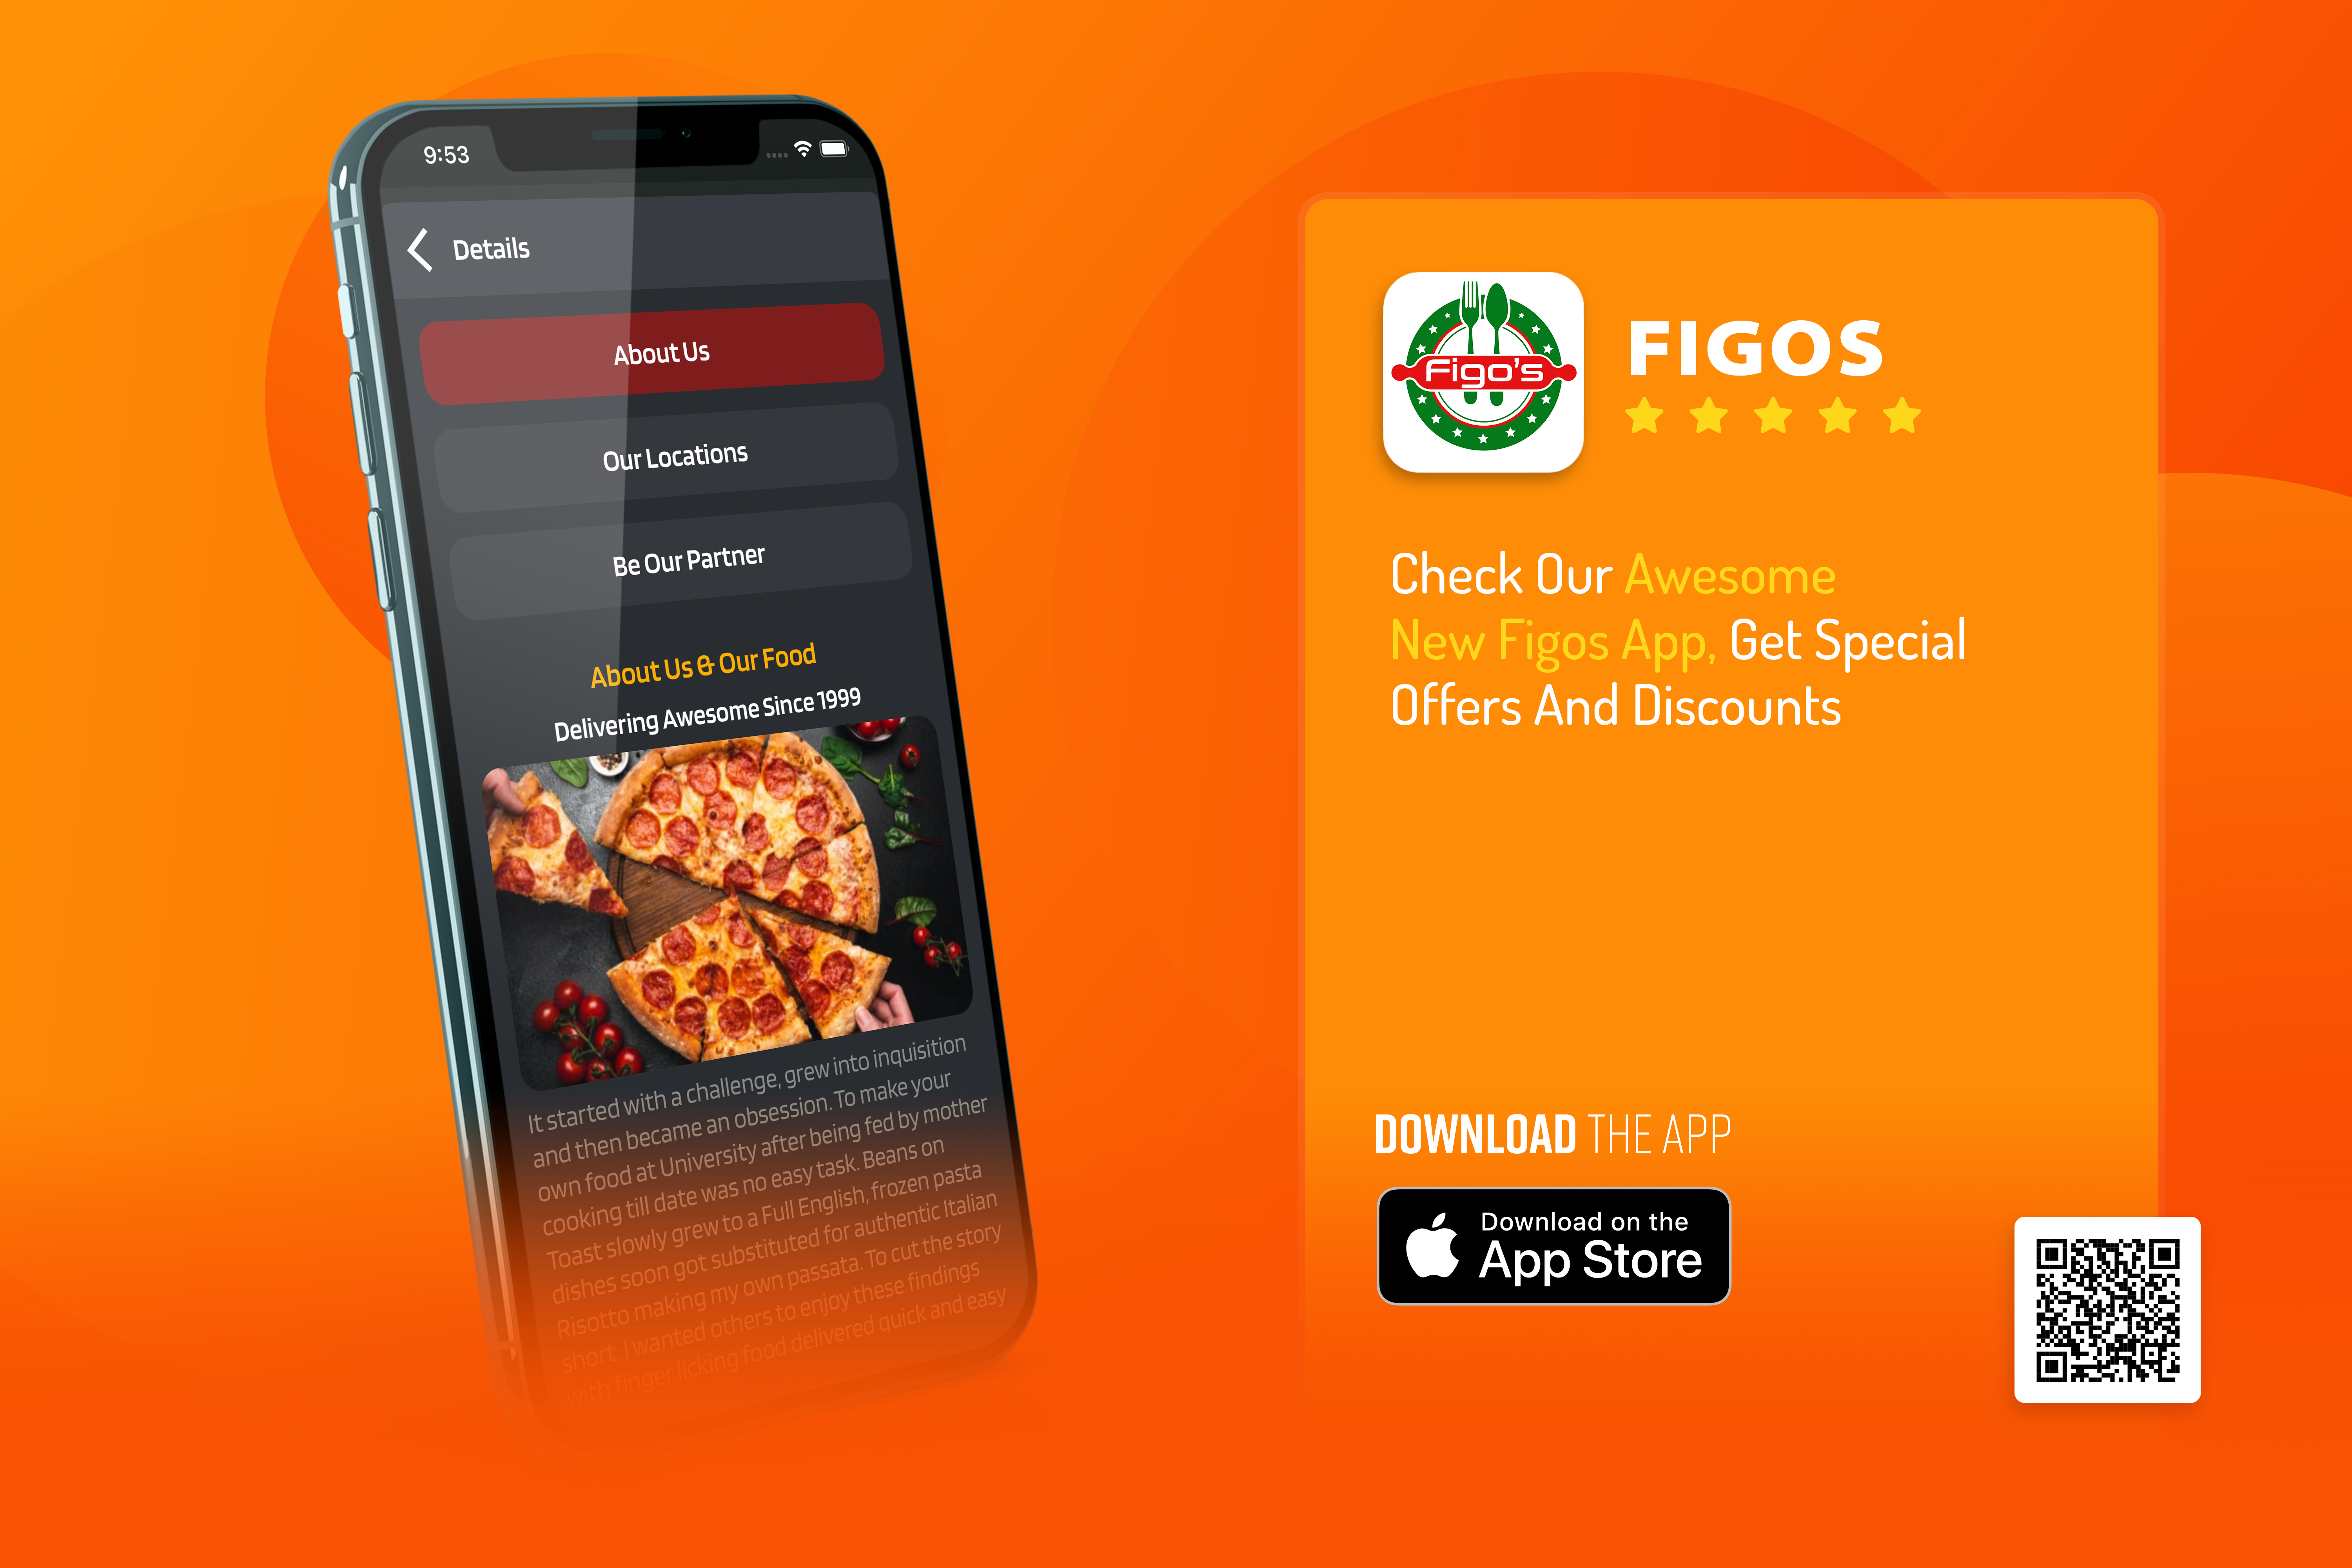 9:53
Details
About Us
Our Locations
Be Our Partner
About Us & Our Food
Delivering Awesome Since 1999
It started with a challenge, grew into inquisition
and then became an obsession. To make your
own food at University after being fed by mother
cooking till date was no easy task. Beans on
Toast slowly grew to a Full English, frozen pasta
dishes soon got substituted for authentic Italian
Risotto making my own passata. To cut the story
short, I wanted others to enjoy these findings
with finger licking food delivered quick and easy
Figo's
FIGOS
Check Our Awesome
New Figos App, Get Special
Offers And Discounts
DOWNLOAD THE APP
Download on the
App Store